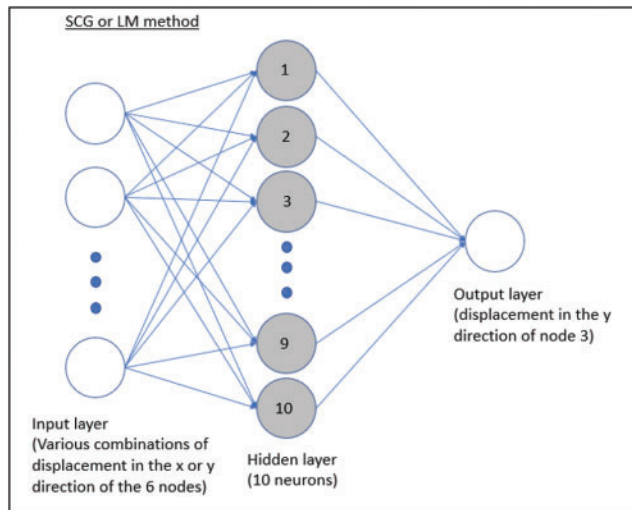 SCG or LM method
1
2
3
9
10
Input layer
(Various combinations of
displacement in the x or y
direction of the 6 nodes)
Hidden layer
(10 neurons)
Output layer
(displacement in the y
direction of node 3)